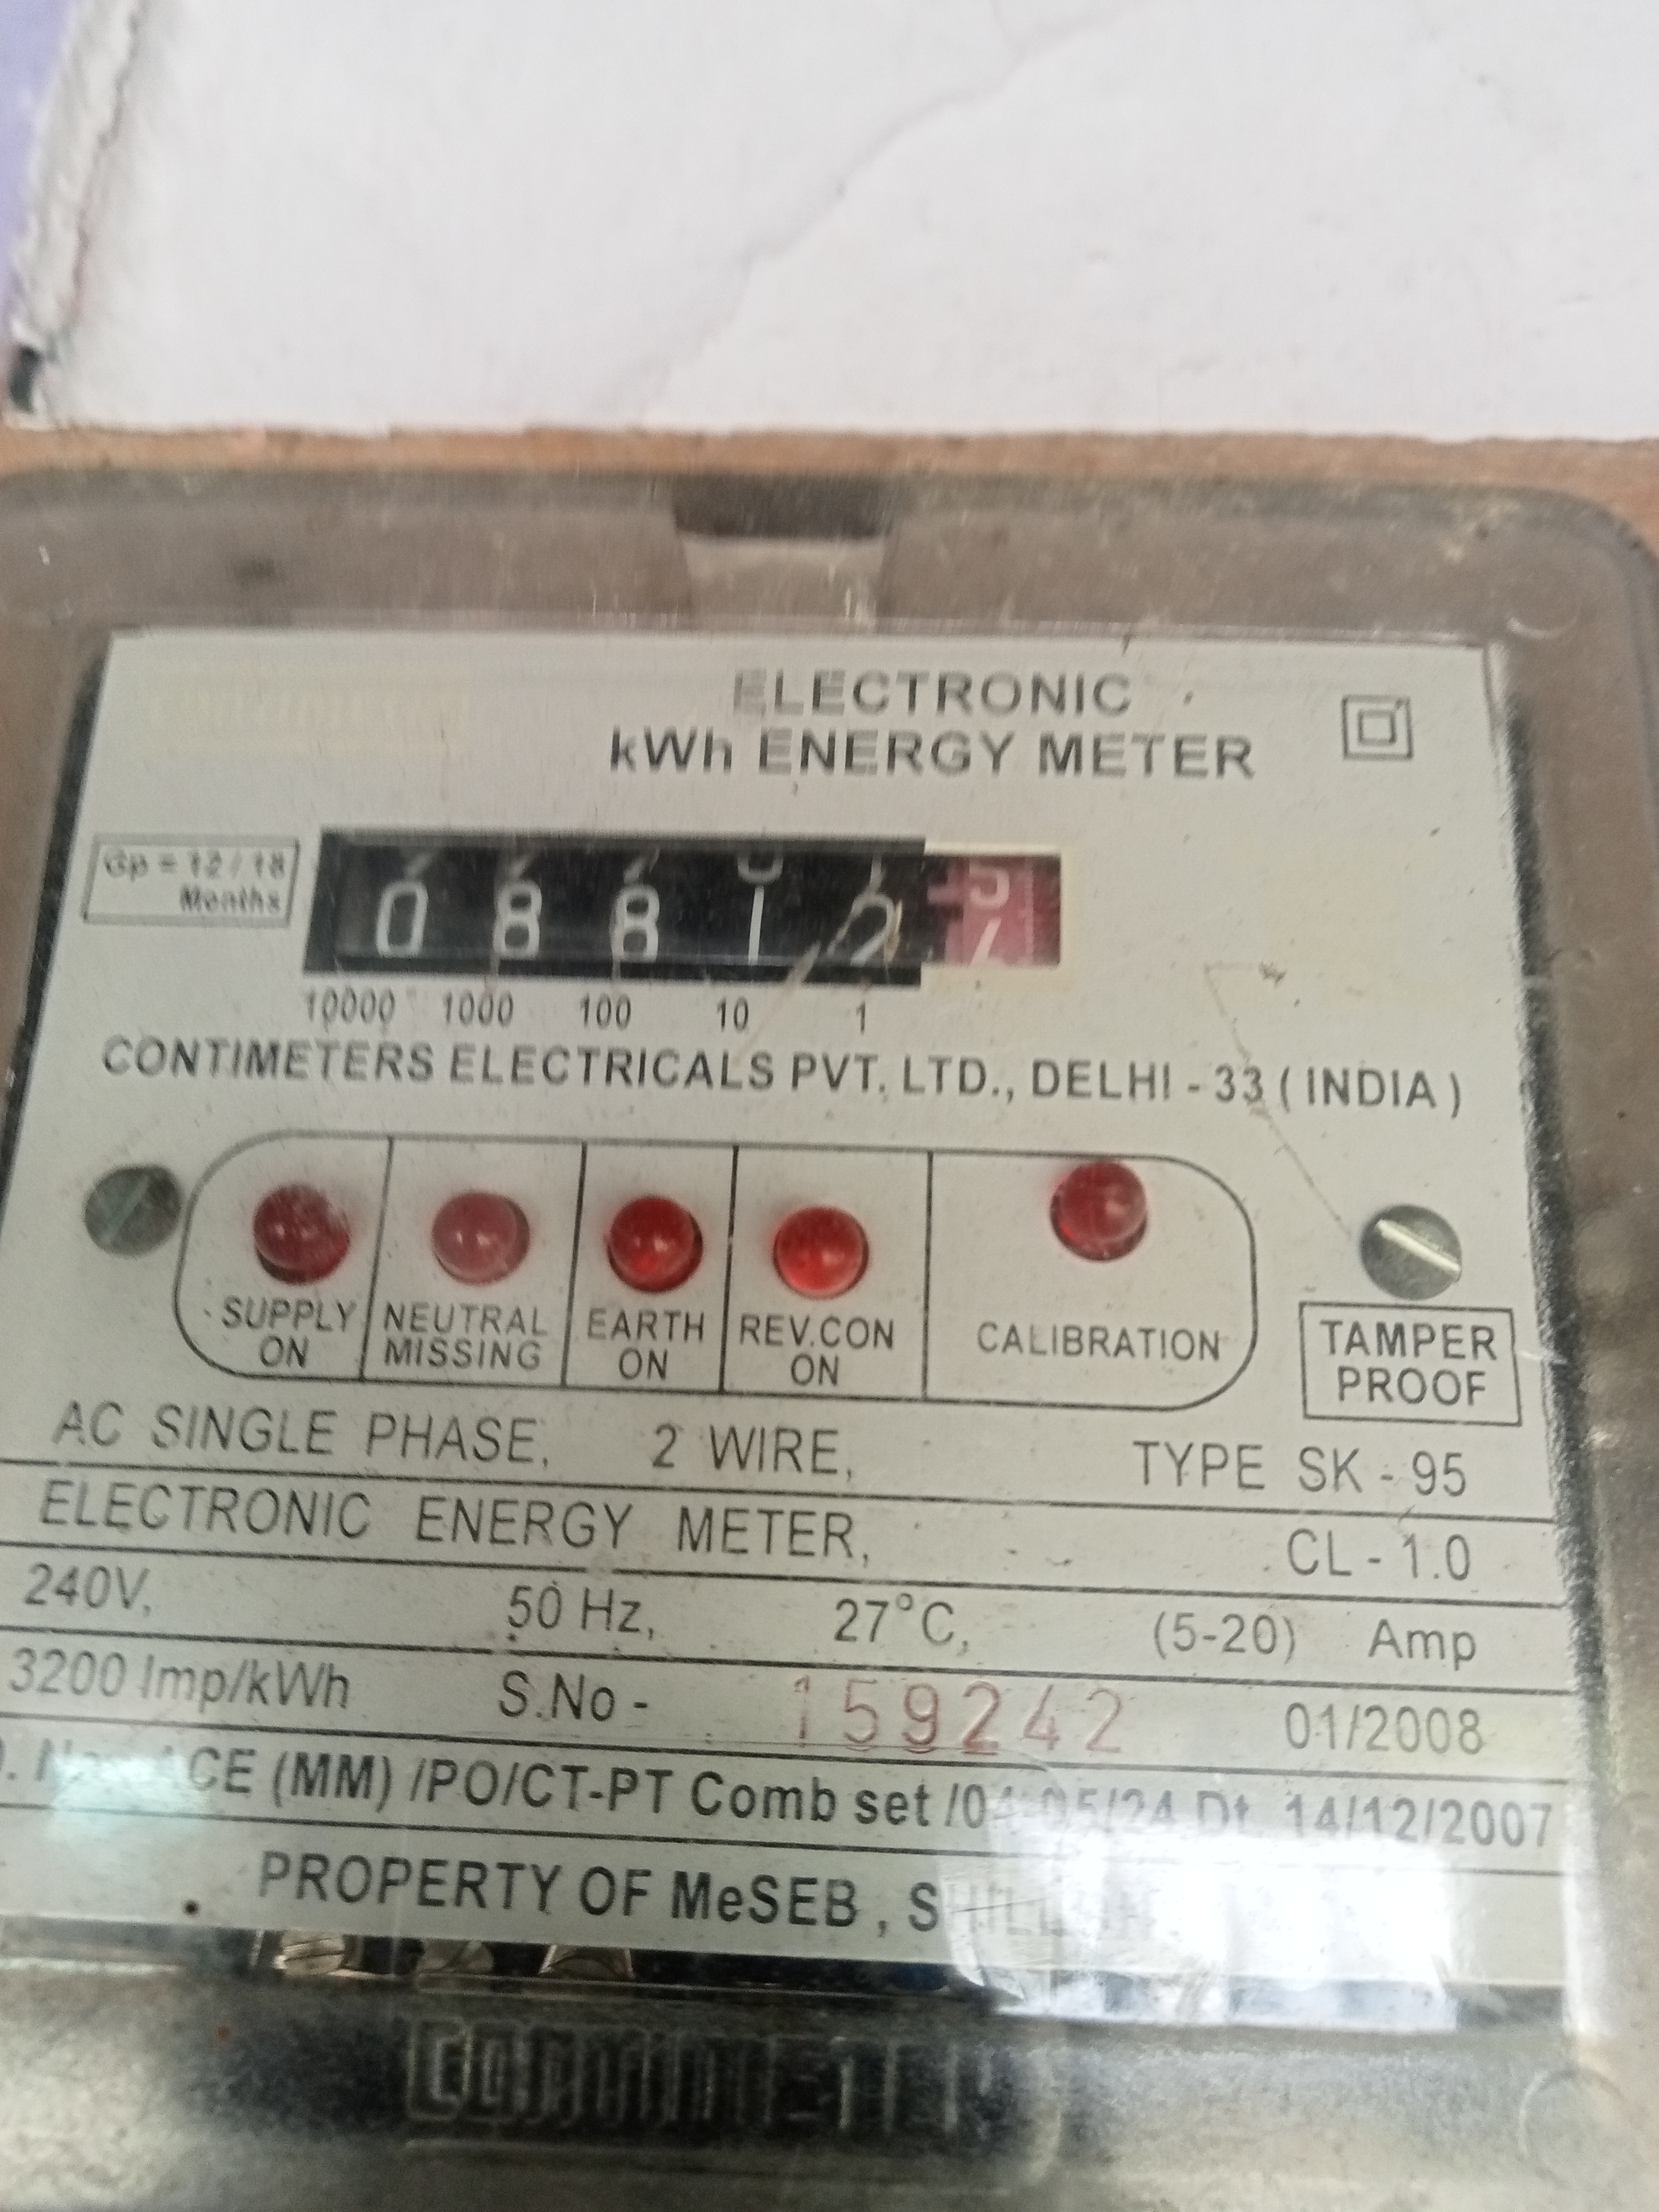 ELECTRONIC
kWh ENERGY METER
Gp = 12 / 18
Months
0 8 8 1 2
10000 1000 100 10 1
CONTIMETERS ELECTRICALS PVT. LTD., DELHI - 33 ( INDIA )
SUPPLY ON
NEUTRAL MISSING
EARTH ON
REV.CON ON
CALIBRATION
TAMPER PROOF
AC SINGLE PHASE, 2 WIRE, TYPE SK - 95
ELECTRONIC ENERGY METER, CL - 1.0
240V, 50 Hz, 27°C, (5-20) Amp
3200 Imp/kWh S.No - 159242 01/2008
ACE (MM) /PO/CT-PT Comb set /04-05/24 Dt. 14/12/2007
PROPERTY OF MeSEB ,